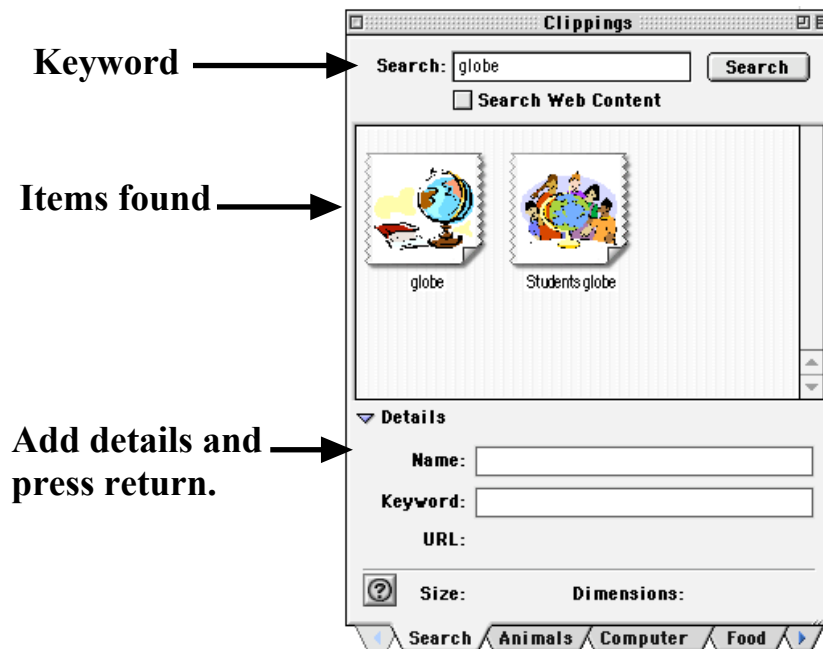 Clippings
Keyword
Search: globe Search
Search Web Content
Items found
globe Students globe
Details
Add details and
press return.
Name:
Keyword:
URL:
? Size: Dimensions:
Search Animals Computer Food